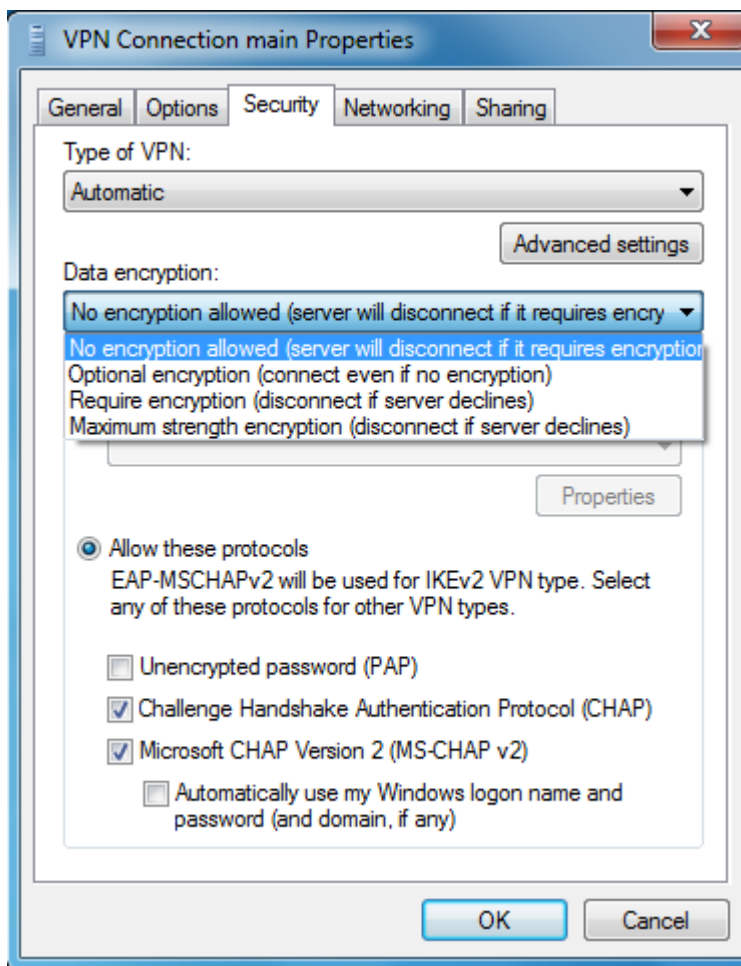 VPN Connection main Properties
General Options Security Networking Sharing
Type of VPN:
Automatic
Advanced settings
Data encryption:
No encryption allowed (server will disconnect if it requires encry
No encryption allowed (server will disconnect if it requires encryption
Optional encryption (connect even if no encryption)
Require encryption (disconnect if server declines)
Maximum strength encryption (disconnect if server declines)
Properties
Allow these protocols
EAP-MSCHAPv2 will be used for IKEv2 VPN type. Select
any of these protocols for other VPN types.
Unencrypted password (PAP)
Challenge Handshake Authentication Protocol (CHAP)
Microsoft CHAP Version 2 (MS-CHAP v2)
Automatically use my Windows logon name and
password (and domain, if any)
OK Cancel